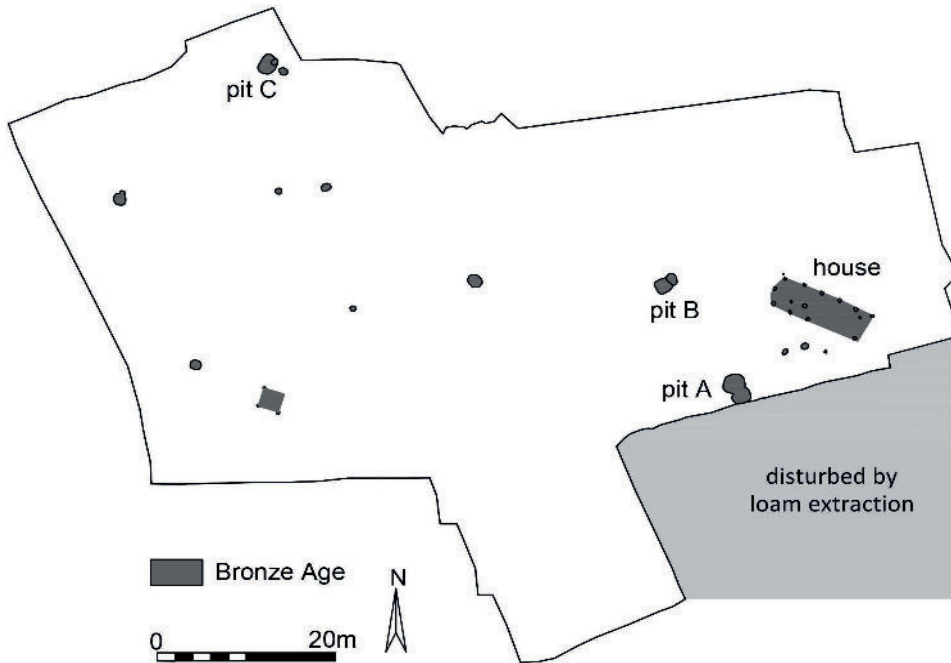 pit C
house
pit B
pit A
disturbed by
loam extraction
Bronze Age
N
0 20m